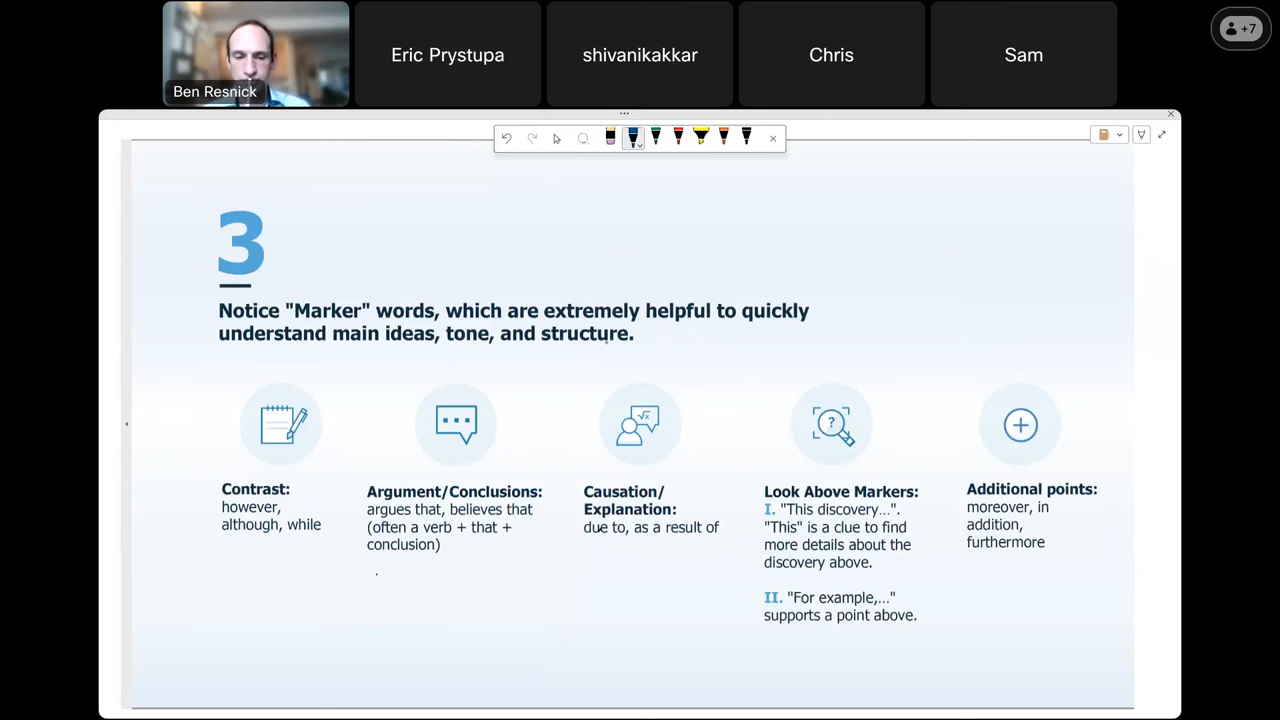 Eric Prystupa
shivanikakkar
Chris
Sam
+7
Ben Resnick
3
Notice "Marker" words, which are extremely helpful to quickly
understand main ideas, tone, and structure.
√x
?
Contrast:
however,
although, while
Argument/Conclusions:
argues that, believes that
(often a verb + that +
conclusion)
Causation/
Explanation:
due to, as a result of
Look Above Markers:
I. "This discovery...".
"This" is a clue to find
more details about the
discovery above.
II. "For example,..."
supports a point above.
Additional points:
moreover, in
addition,
furthermore